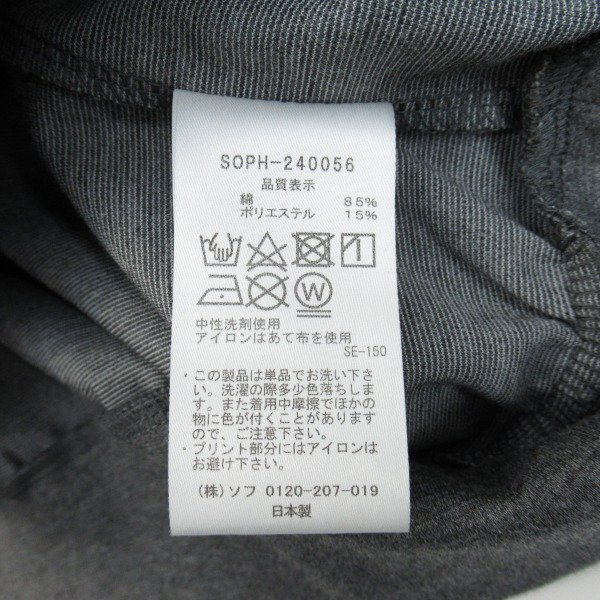 SOPH-240056
品質表示
綿 85%
ポリエステル 15%
W
中性洗剤使用
アイロンはあて布を使用
SE-150
・この製品は単品でお洗い下さ
い。洗濯の際多少色落ちしま
す。また着用中摩擦でほかの
物に色が付くことがあります
ので、ご注意下さい。
・プリント部分にはアイロンは
お避け下さい。
(株)ソフ 0120-207-019
日本製